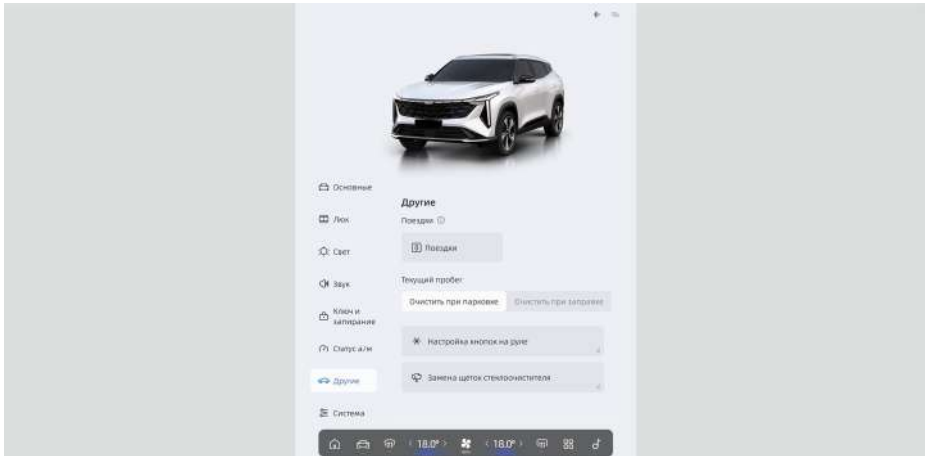 Основные
Люк
Свет
Звук
Ключ и
запирание
Статус а/м
Другие
Система
Другие
Поездки
Поездки
Текущий пробег
Очистить при парковке
Очистить при заправке
Настройка кнопок на руле
Замена щеток стеклоочистителя
18.0°
18.0°